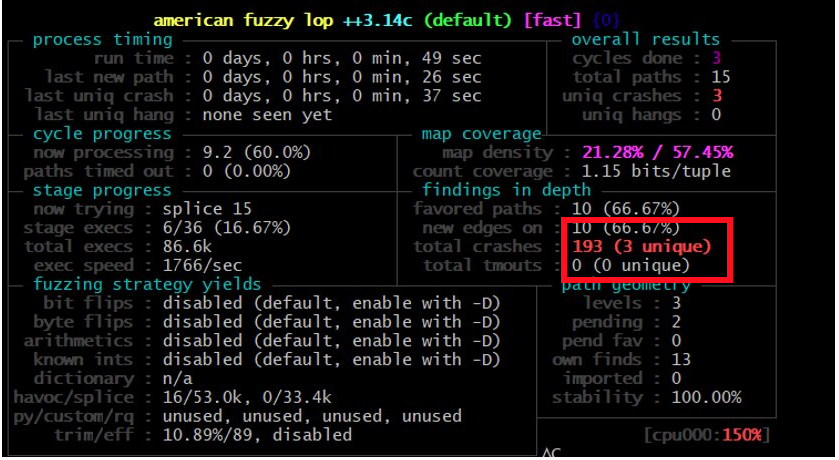 american fuzzy lop ++3.14c (default) [fast] {0}
process timing overall results
run time : 0 days, 0 hrs, 0 min, 49 sec cycles done : 3
last new path : 0 days, 0 hrs, 0 min, 26 sec total paths : 15
last uniq crash : 0 days, 0 hrs, 0 min, 37 sec uniq crashes : 3
last uniq hang : none seen yet uniq hangs : 0
cycle progress map coverage
now processing : 9.2 (60.0%) map density : 21.28% / 57.45%
paths timed out : 0 (0.00%) count coverage : 1.15 bits/tuple
stage progress findings in depth
now trying : splice 15 favored paths : 10 (66.67%)
stage execs : 6/36 (16.67%) new edges on : 10 (66.67%)
total execs : 86.6k total crashes : 193 (3 unique)
exec speed : 1766/sec total tmouts : 0 (0 unique)
fuzzing strategy yields path geometry
bit flips : disabled (default, enable with -D) levels : 3
byte flips : disabled (default, enable with -D) pending : 2
arithmetics : disabled (default, enable with -D) pend fav : 0
known ints : disabled (default, enable with -D) own finds : 13
dictionary : n/a imported : 0
havoc/splice : 16/53.0k, 0/33.4k stability : 100.00%
py/custom/rq : unused, unused, unused, unused
trim/eff : 10.89%/89, disabled [cpu000:150%]
^C